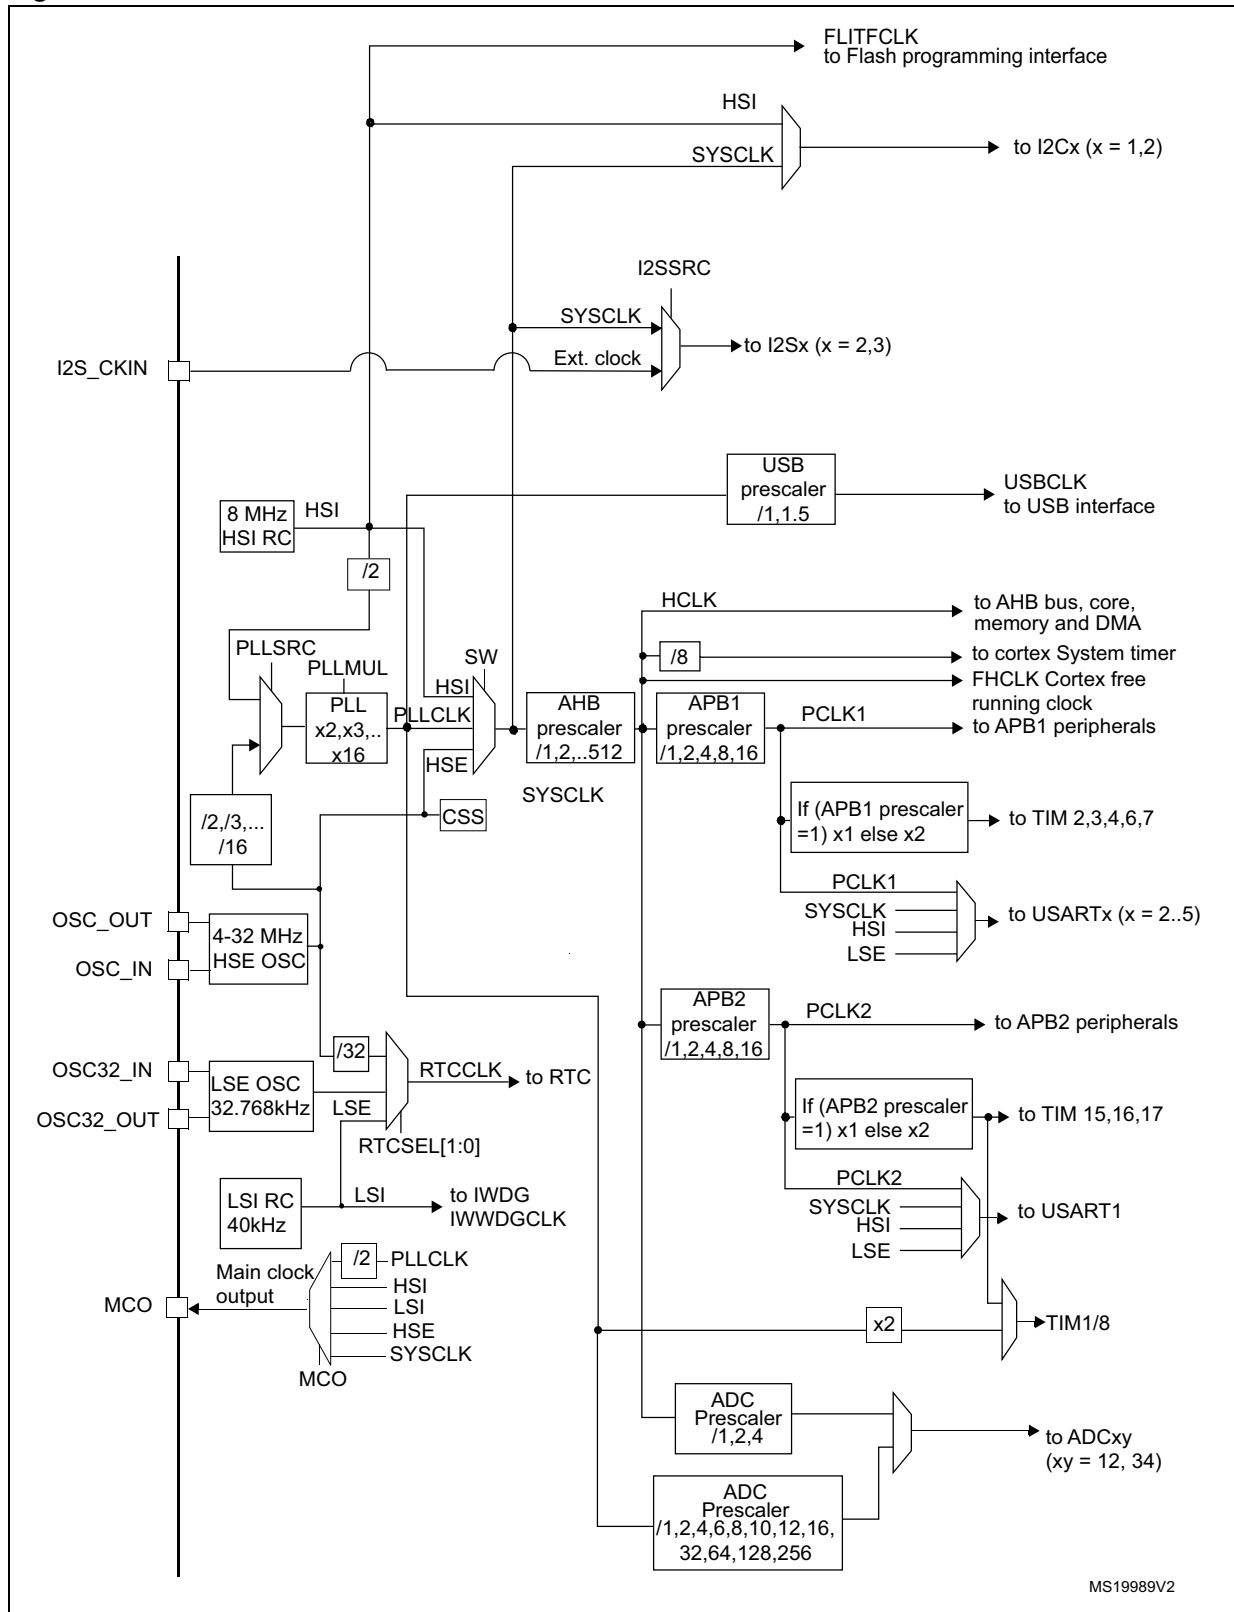 FLITFCLK
to Flash programming interface
HSI
to I2Cx (x = 1,2)
SYSCLK
I2SSRC
SYSCLK
to I2Sx (x = 2,3)
Ext. clock
I2S_CKIN
USB
prescaler
/1,1.5
USBCLK
to USB interface
8 MHz
HSI RC
HSI
/2
HCLK
to AHB bus, core,
memory and DMA
/8
to cortex System timer
FHCLK Cortex free
running clock
PLLSRC
PLLMUL
PLL
x2,x3,..
x16
SW
HSI
PLLCLK
HSE
AHB
prescaler
/1,2,..512
APB1
prescaler
/1,2,4,8,16
PCLK1
to APB1 peripherals
SYSCLK
CSS
/2,/3,...
/16
If (APB1 prescaler
=1) x1 else x2
to TIM 2,3,4,6,7
PCLK1
SYSCLK
HSI
LSE
to USARTx (x = 2..5)
OSC_OUT
OSC_IN
4-32 MHz
HSE OSC
APB2
prescaler
/1,2,4,8,16
PCLK2
to APB2 peripherals
/32
OSC32_IN
OSC32_OUT
LSE OSC
32.768kHz
LSE
RTCCLK
to RTC
RTCSEL[1:0]
If (APB2 prescaler
=1) x1 else x2
to TIM 15,16,17
PCLK2
SYSCLK
HSI
LSE
to USART1
LSI RC
40kHz
LSI
to IWDG
IWWDGCLK
/2
PLLCLK
HSI
LSI
HSE
SYSCLK
Main clock
output
MCO
MCO
x2
TIM1/8
ADC
Prescaler
/1,2,4
to ADCxy
(xy = 12, 34)
ADC
Prescaler
/1,2,4,6,8,10,12,16,
32,64,128,256
MS19989V2